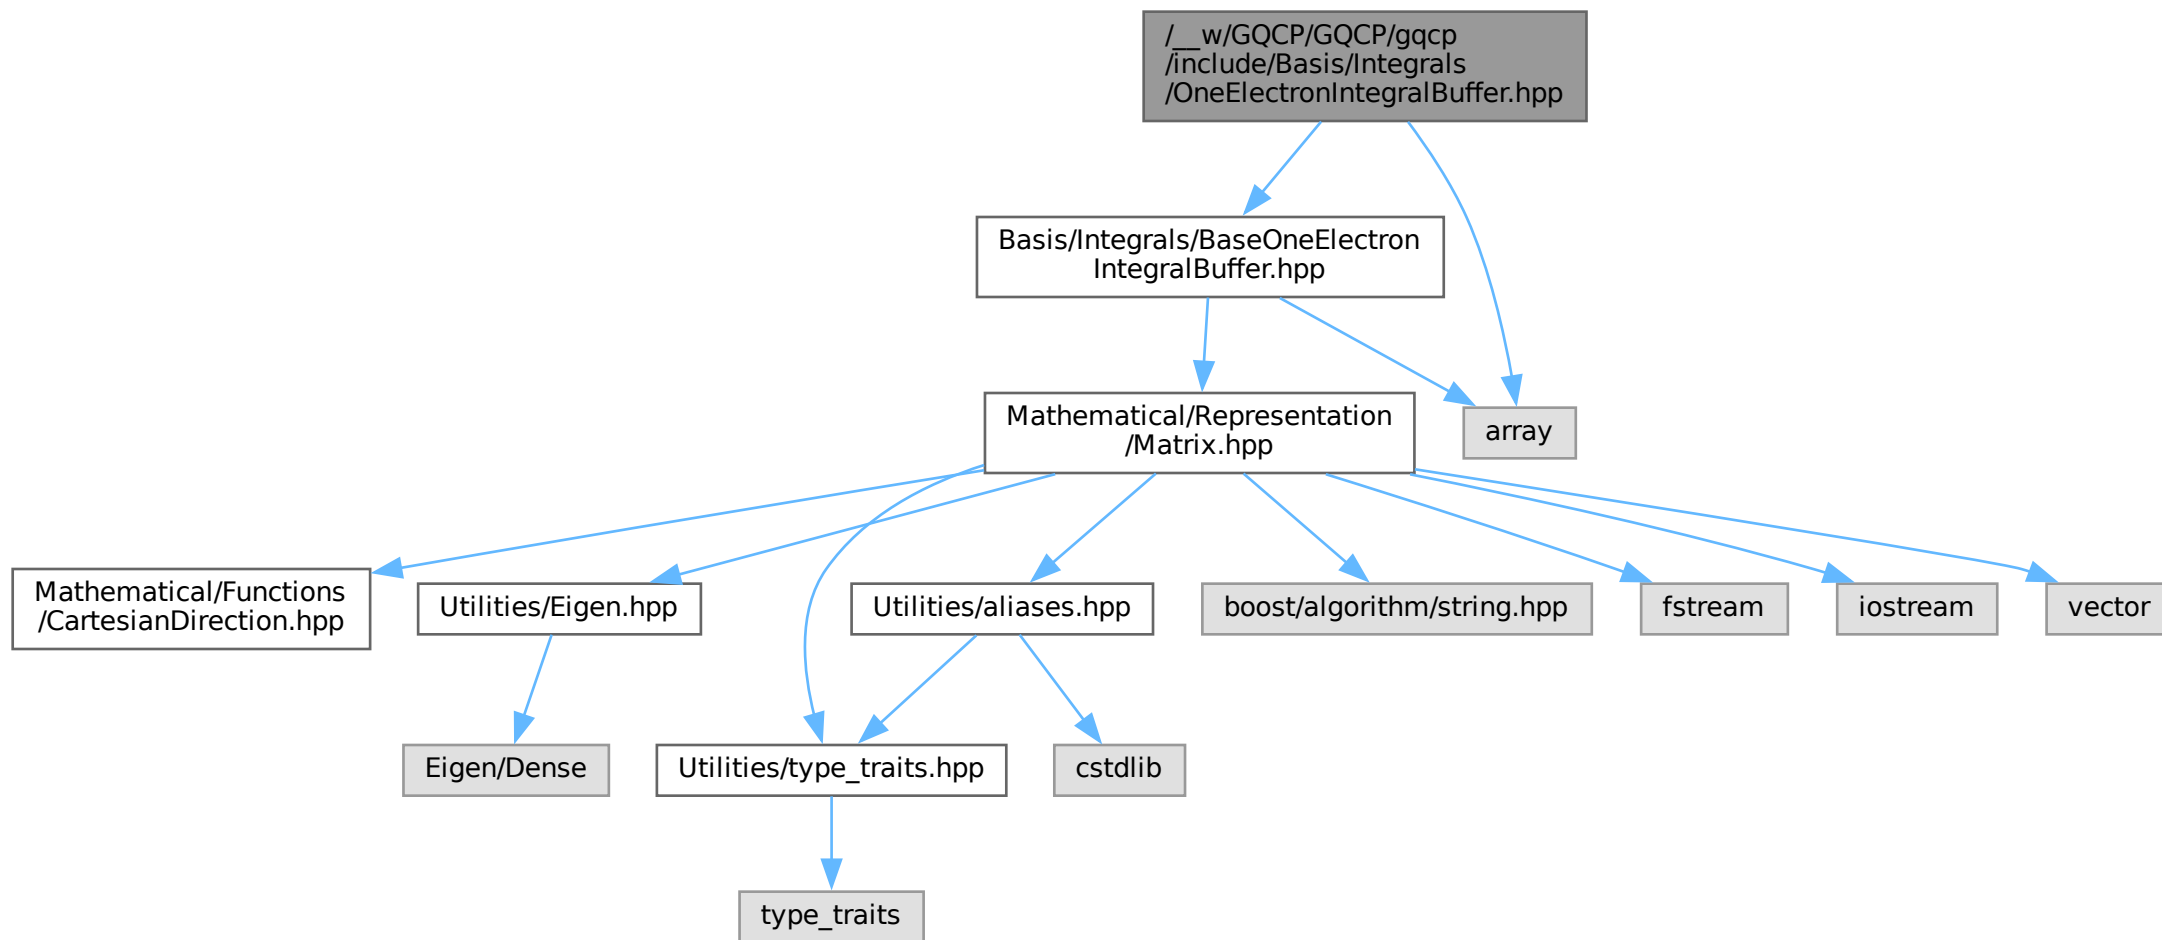 /__w/GQCP/GQCP/gqcp
/include/Basis/Integrals
/OneElectronIntegralBuffer.hpp
Basis/Integrals/BaseOneElectron
IntegralBuffer.hpp
Mathematical/Representation
/Matrix.hpp
array
Mathematical/Functions
/CartesianDirection.hpp
Utilities/Eigen.hpp
Utilities/aliases.hpp
boost/algorithm/string.hpp
fstream
iostream
vector
Eigen/Dense
Utilities/type_traits.hpp
cstdlib
type_traits